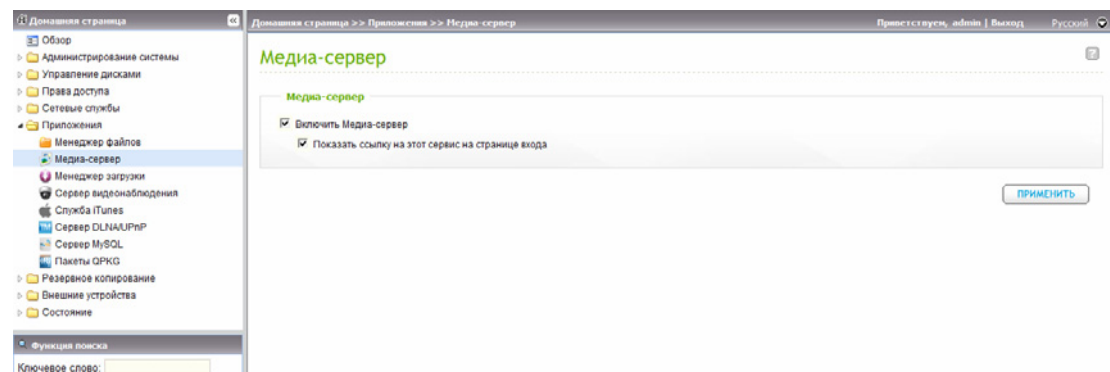 Домашняя страница
Домашняя страница >> Приложения >> Медиа-сервер
Приветствуем, admin | Выход
Русский
Обзор
Администрирование системы
Управление дисками
Права доступа
Сетевые службы
Приложения
Менеджер файлов
Медиа-сервер
Менеджер загрузки
Сервер видеонаблюдения
Служба iTunes
Сервер DLNA/UPnP
Сервер MySQL
Пакеты QPKG
Резервное копирование
Внешние устройства
Состояние
Функция поиска
Ключевое слово:
Медиа-сервер
Медиа-сервер
Включить Медиа-сервер
Показать ссылку на этот сервис на странице входа
ПРИМЕНИТЬ